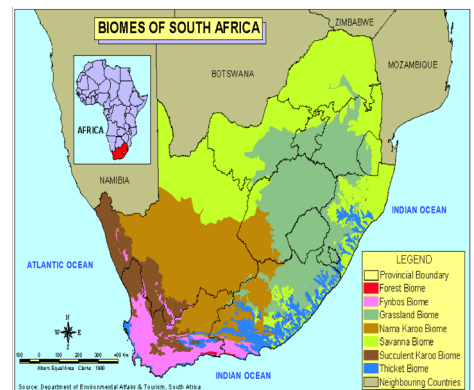 BIOMES OF SOUTH AFRICA
ZIMBABWE
BOTSWANA
MOZAMBIQUE
AFRICA
NAMIBIA
INDIAN OCEAN
ATLANTIC OCEAN
LEGEND
Provincial Boundary
Forest Biome
Fynbos Biome
Grassland Biome
Nama Karoo Biome
Savanna Biome
Succulent Karoo Biome
Thicket Biome
Neighbouring Countries
N
W
E
S
INDIAN OCEAN
Source: Department of Environmental Affairs & Tourism, South Africa